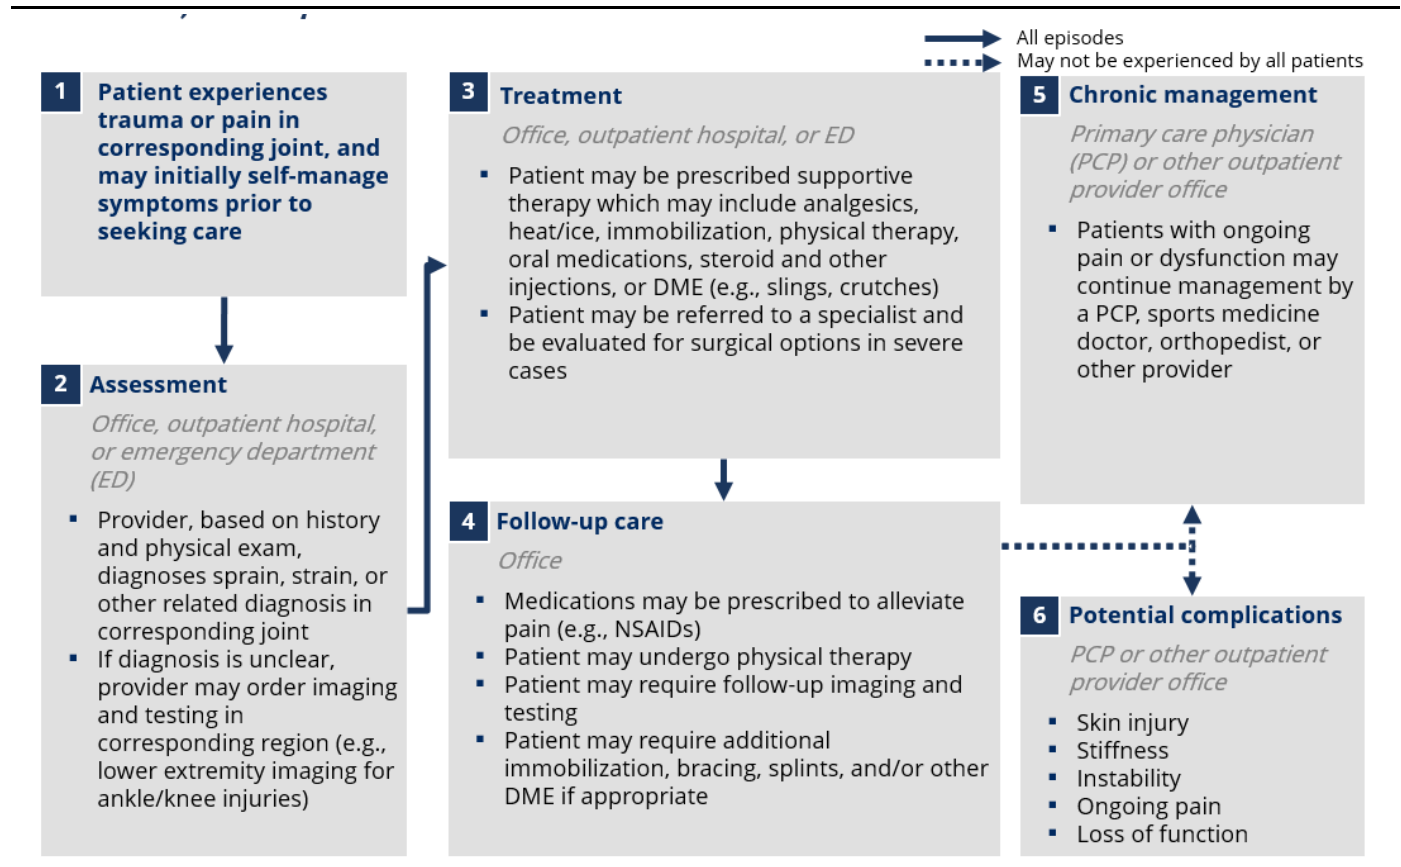 All episodes
May not be experienced by all patients
1
Patient experiences
trauma or pain in
corresponding joint, and
may initially self-manage
symptoms prior to
seeking care
2
Assessment
Office, outpatient hospital,
or emergency department
(ED)
▪ Provider, based on history
and physical exam,
diagnoses sprain, strain, or
other related diagnosis in
corresponding joint
▪ If diagnosis is unclear,
provider may order imaging
and testing in
corresponding region (e.g.,
lower extremity imaging for
ankle/knee injuries)
3
Treatment
Office, outpatient hospital, or ED
▪ Patient may be prescribed supportive
therapy which may include analgesics,
heat/ice, immobilization, physical therapy,
oral medications, steroid and other
injections, or DME (e.g., slings, crutches)
▪ Patient may be referred to a specialist and
be evaluated for surgical options in severe
cases
4
Follow-up care
Office
▪ Medications may be prescribed to alleviate
pain (e.g., NSAIDs)
▪ Patient may undergo physical therapy
▪ Patient may require follow-up imaging and
testing
▪ Patient may require additional
immobilization, bracing, splints, and/or other
DME if appropriate
5
Chronic management
Primary care physician
(PCP) or other outpatient
provider office
▪ Patients with ongoing
pain or dysfunction may
continue management by
a PCP, sports medicine
doctor, orthopedist, or
other provider
6
Potential complications
PCP or other outpatient
provider office
▪ Skin injury
▪ Stiffness
▪ Instability
▪ Ongoing pain
▪ Loss of function